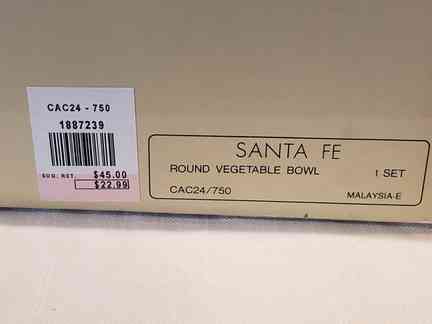 CAC24 - 750
1887239
SUG. RET. $45.00
$22.99
SANTA FE
ROUND VEGETABLE BOWL 1 SET
CAC24/750 MALAYSIA-E